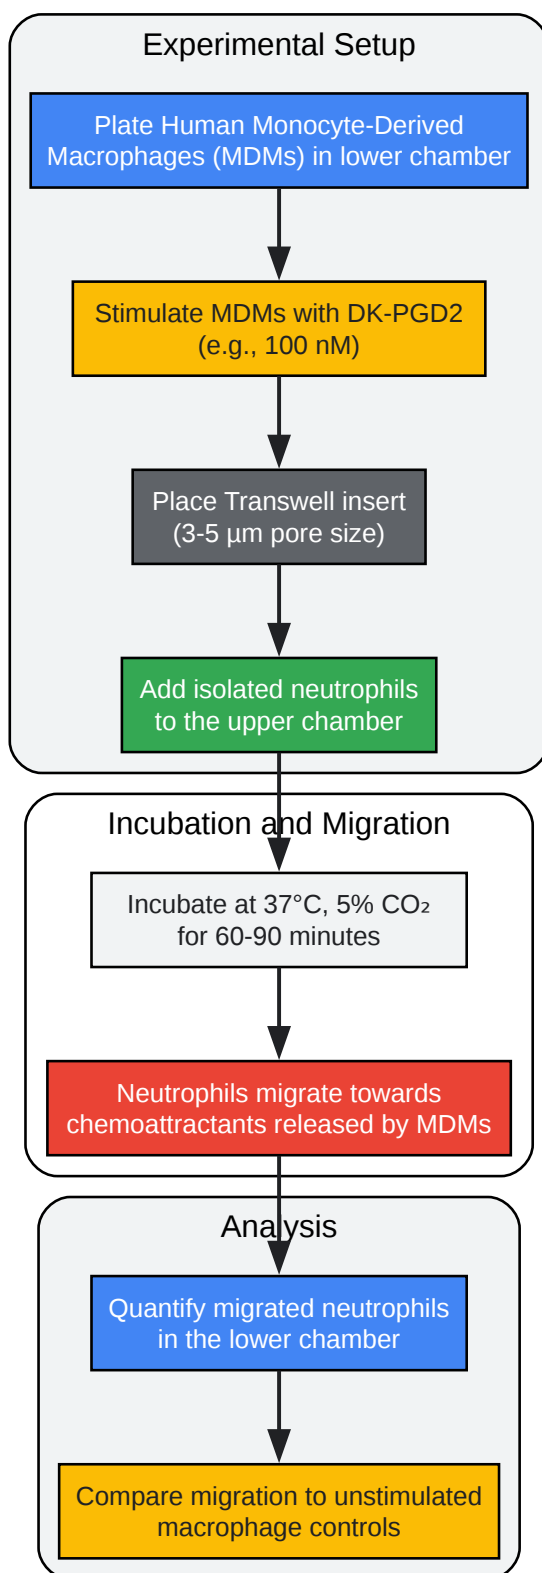 Experimental Setup
Plate Human Monocyte-Derived
Macrophages (MDMs) in lower chamber
Stimulate MDMs with DK-PGD2
(e.g., 100 nM)
Place Transwell insert
(3-5 µm pore size)
Add isolated neutrophils
to the upper chamber
Incubation and Migration
Incubate at 37°C, 5% CO₂
for 60-90 minutes
Neutrophils migrate towards
chemoattractants released by MDMs
Analysis
Quantify migrated neutrophils
in the lower chamber
Compare migration to unstimulated
macrophage controls